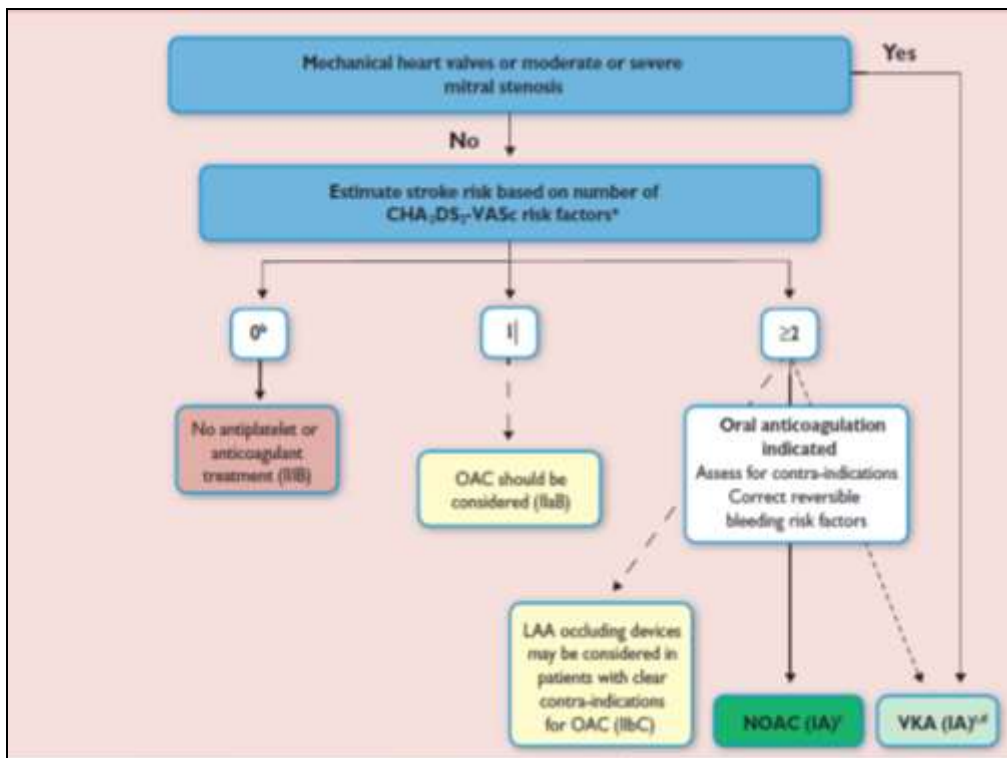 Mechanical heart valves or moderate or severe
mitral stenosis
Yes
No
Estimate stroke risk based on number of
CHA₂DS₂-VASc risk factorsᵃ
0ᵇ
1
≥2
No antiplatelet or
anticoagulant
treatment (IIIB)
OAC should be
considered (IIaB)
Oral anticoagulation
indicated
Assess for contra-indications
Correct reversible
bleeding risk factors
LAA occluding devices
may be considered in
patients with clear
contra-indications
for OAC (IIbC)
NOAC (IA)ᶜ
VKA (IA)ᶜ,ᵈ